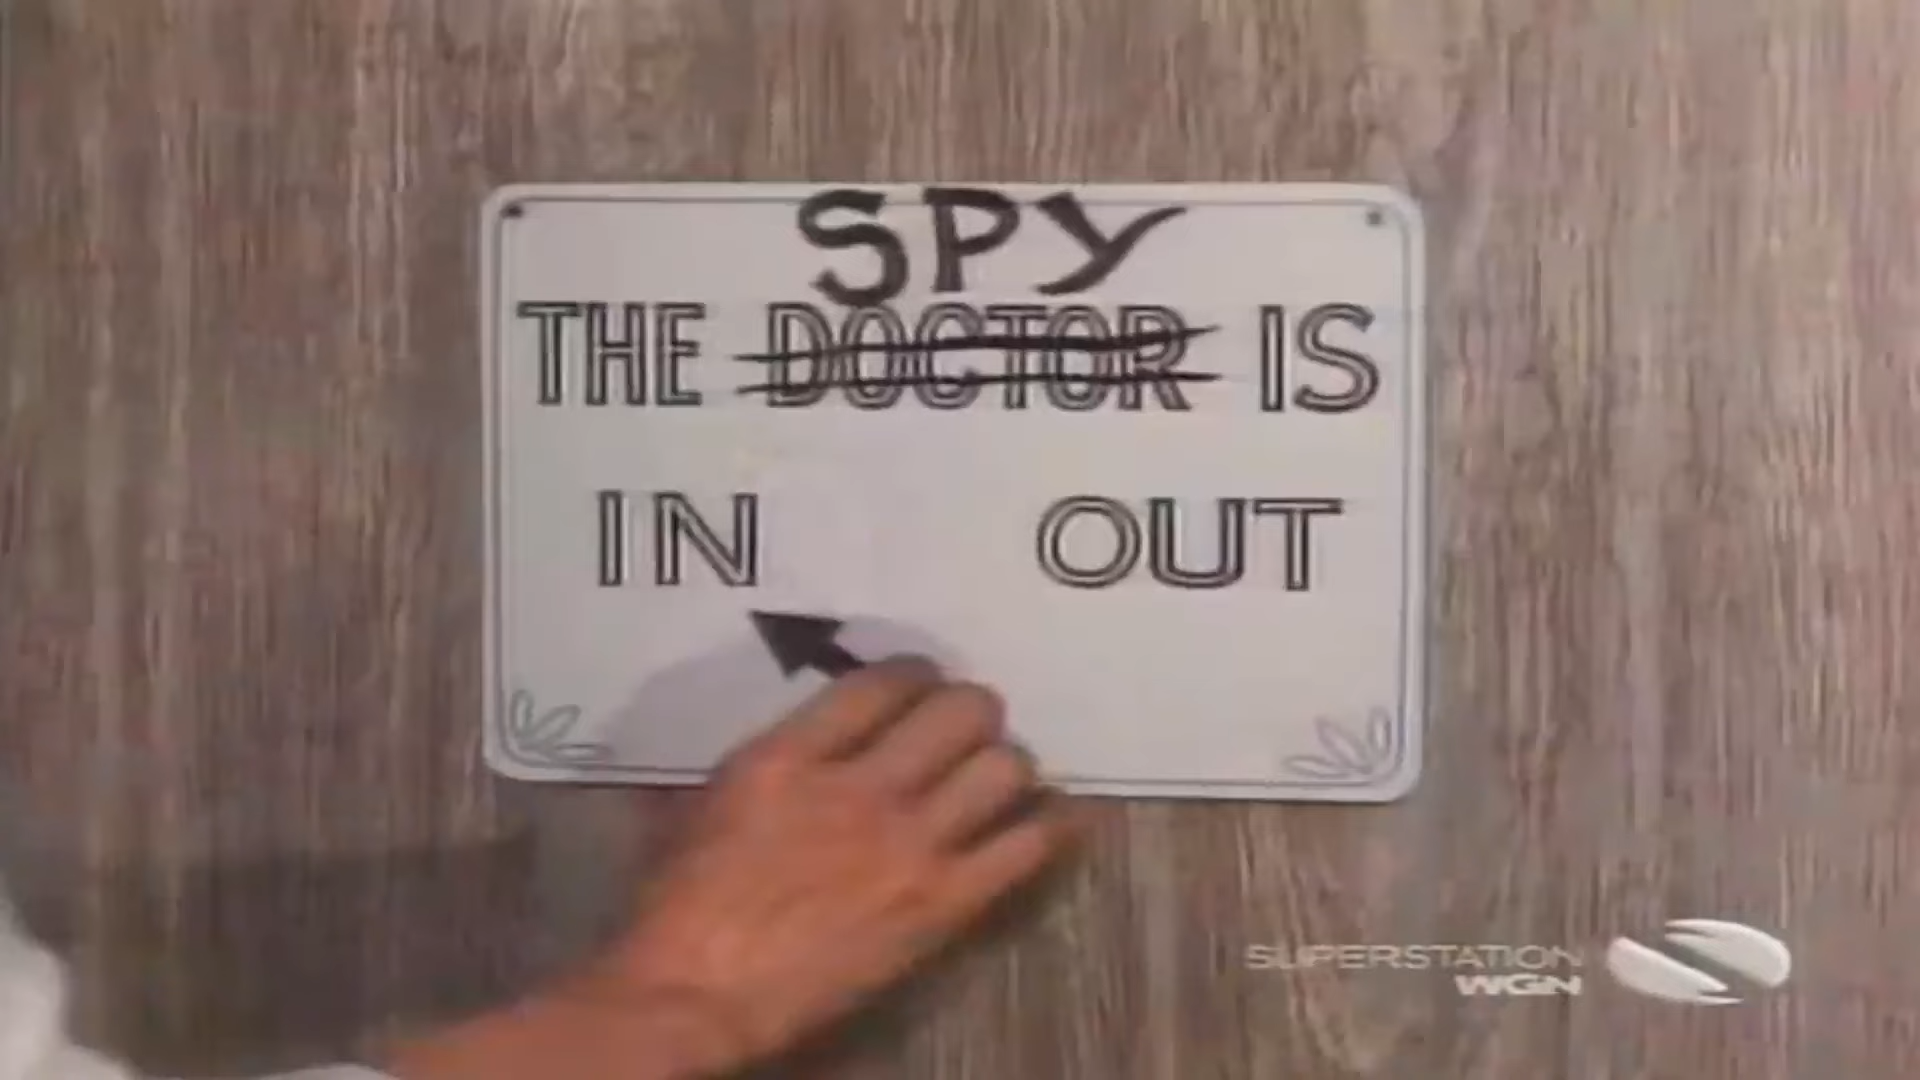 SPY
THE DOCTOR IS
IN OUT
SUPERSTATION
WGN